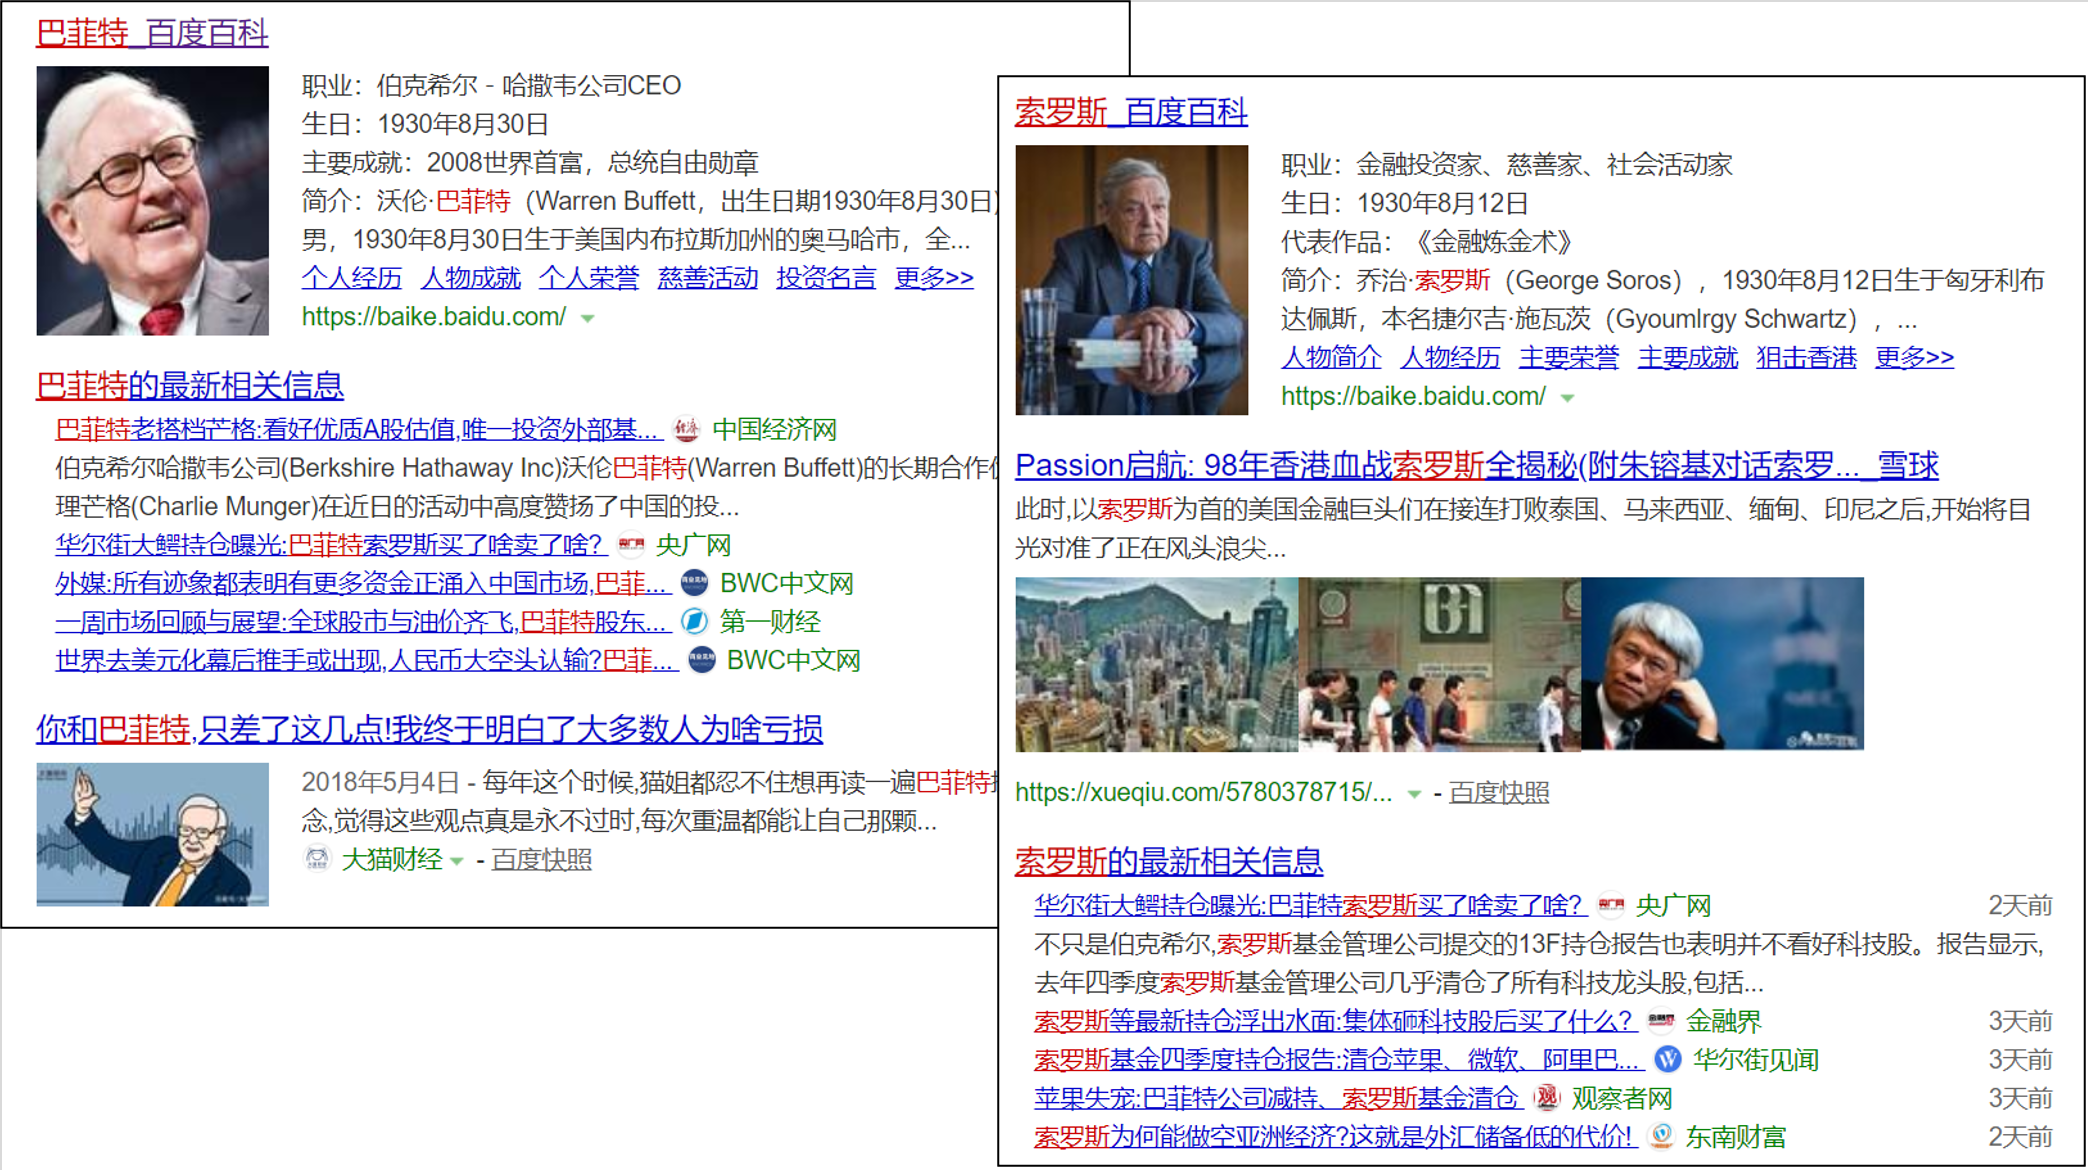 巴菲特_百度百科
职业：伯克希尔 - 哈撒韦公司CEO
生日：1930年8月30日
主要成就：2008世界首富，总统自由勋章
简介：沃伦·巴菲特（Warren Buffett，出生日期1930年8月30日）
男，1930年8月30日生于美国内布拉斯加州的奥马哈市，全...
个人经历 人物成就 个人荣誉 慈善活动 投资名言 更多>>
https://baike.baidu.com/
巴菲特的最新相关信息
巴菲特老搭档芒格:看好优质A股估值,唯一投资外部基... 中国经济网
伯克希尔哈撒韦公司(Berkshire Hathaway Inc)沃伦巴菲特(Warren Buffett)的长期合作
理芒格(Charlie Munger)在近日的活动中高度赞扬了中国的投...
华尔街大鳄持仓曝光:巴菲特索罗斯买了啥卖了啥? 央广网
外媒:所有迹象都表明有更多资金正涌入中国市场,巴菲... BWC中文网
一周市场回顾与展望:全球股市与油价齐飞,巴菲特股东... 第一财经
世界去美元化幕后推手或出现,人民币大空头认输?巴菲... BWC中文网
你和巴菲特,只差了这几点!我终于明白了大多数人为啥亏损
2018年5月4日 - 每年这个时候,猫姐都忍不住想再读一遍巴菲特
念,觉得这些观点真是永不过时,每次重温都能让自己那颗...
大猫财经 - 百度快照
索罗斯_百度百科
职业：金融投资家、慈善家、社会活动家
生日：1930年8月12日
代表作品：《金融炼金术》
简介：乔治·索罗斯（George Soros），1930年8月12日生于匈牙利布
达佩斯，本名捷尔吉·施瓦茨（Gyoumlrgy Schwartz），...
人物简介 人物经历 主要荣誉 主要成就 狙击香港 更多>>
https://baike.baidu.com/
Passion启航: 98年香港血战索罗斯全揭秘(附朱镕基对话索罗..._雪球
此时,以索罗斯为首的美国金融巨头们在接连打败泰国、马来西亚、缅甸、印尼之后,开始将目
光对准了正在风头浪尖...
https://xueqiu.com/5780378715/... - 百度快照
索罗斯的最新相关信息
华尔街大鳄持仓曝光:巴菲特索罗斯买了啥卖了啥? 央广网 2天前
不只是伯克希尔,索罗斯基金管理公司提交的13F持仓报告也表明并不看好科技股。报告显示,
去年四季度索罗斯基金管理公司几乎清仓了所有科技龙头股,包括...
索罗斯等最新持仓浮出水面:集体砸科技股后买了什么? 金融界 3天前
索罗斯基金四季度持仓报告:清仓苹果、微软、阿里巴... 华尔街见闻 3天前
苹果失宠:巴菲特公司减持、索罗斯基金清仓 观察者网 3天前
索罗斯为何能做空亚洲经济?这就是外汇储备低的代价! 东南财富 2天前